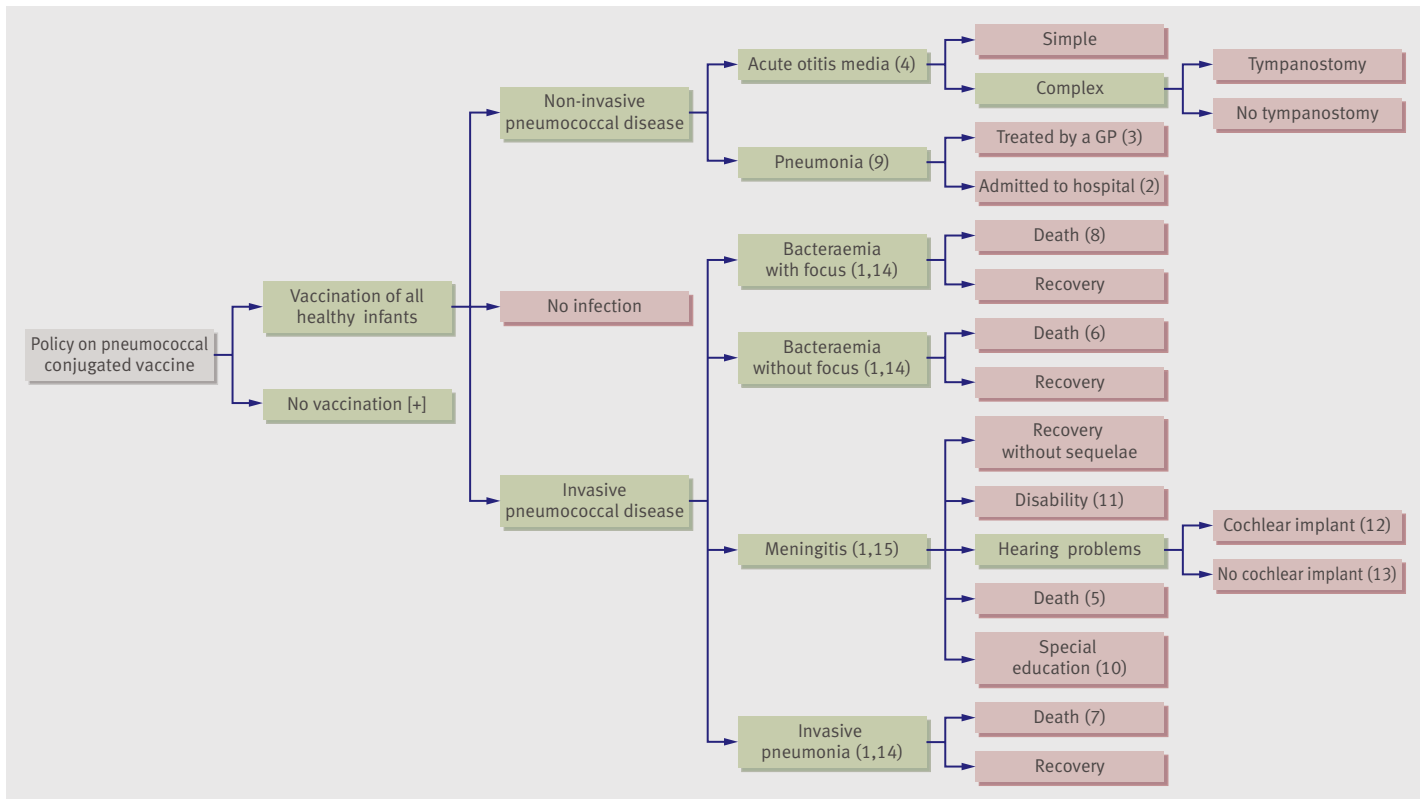 Policy on pneumococcal
conjugated vaccine
Vaccination of all
healthy infants
No vaccination [+]
Non-invasive
pneumococcal disease
No infection
Invasive
pneumococcal disease
Acute otitis media (4)
Pneumonia (9)
Bacteraemia
with focus (1,14)
Bacteraemia
without focus (1,14)
Meningitis (1,15)
Invasive
pneumonia (1,14)
Simple
Complex
Treated by a GP (3)
Admitted to hospital (2)
Death (8)
Recovery
Death (6)
Recovery
Recovery
without sequelae
Disability (11)
Hearing problems
Death (5)
Special
education (10)
Death (7)
Recovery
Tympanostomy
No tympanostomy
Cochlear implant (12)
No cochlear implant (13)